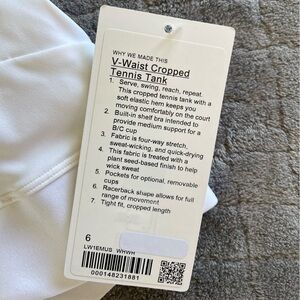 WHY WE MADE THIS
V-Waist Cropped
Tennis Tank
1. Serve, swing, reach, repeat.
This cropped tennis tank with a
soft elastic hem keeps you
moving comfortably on the court
2. Built-in shelf bra intended to
provide medium support for a
B/C cup
3. Fabric is four-way stretch,
sweat-wicking, and quick-drying
4. This fabric is treated with a
plant seed-based finish to help
wick sweat
5. Pockets for optional, removable
cups
6. Racerback shape allows for full
range of movement
7. Tight fit, cropped length
6
LW1EMUS WHWH
000148231881